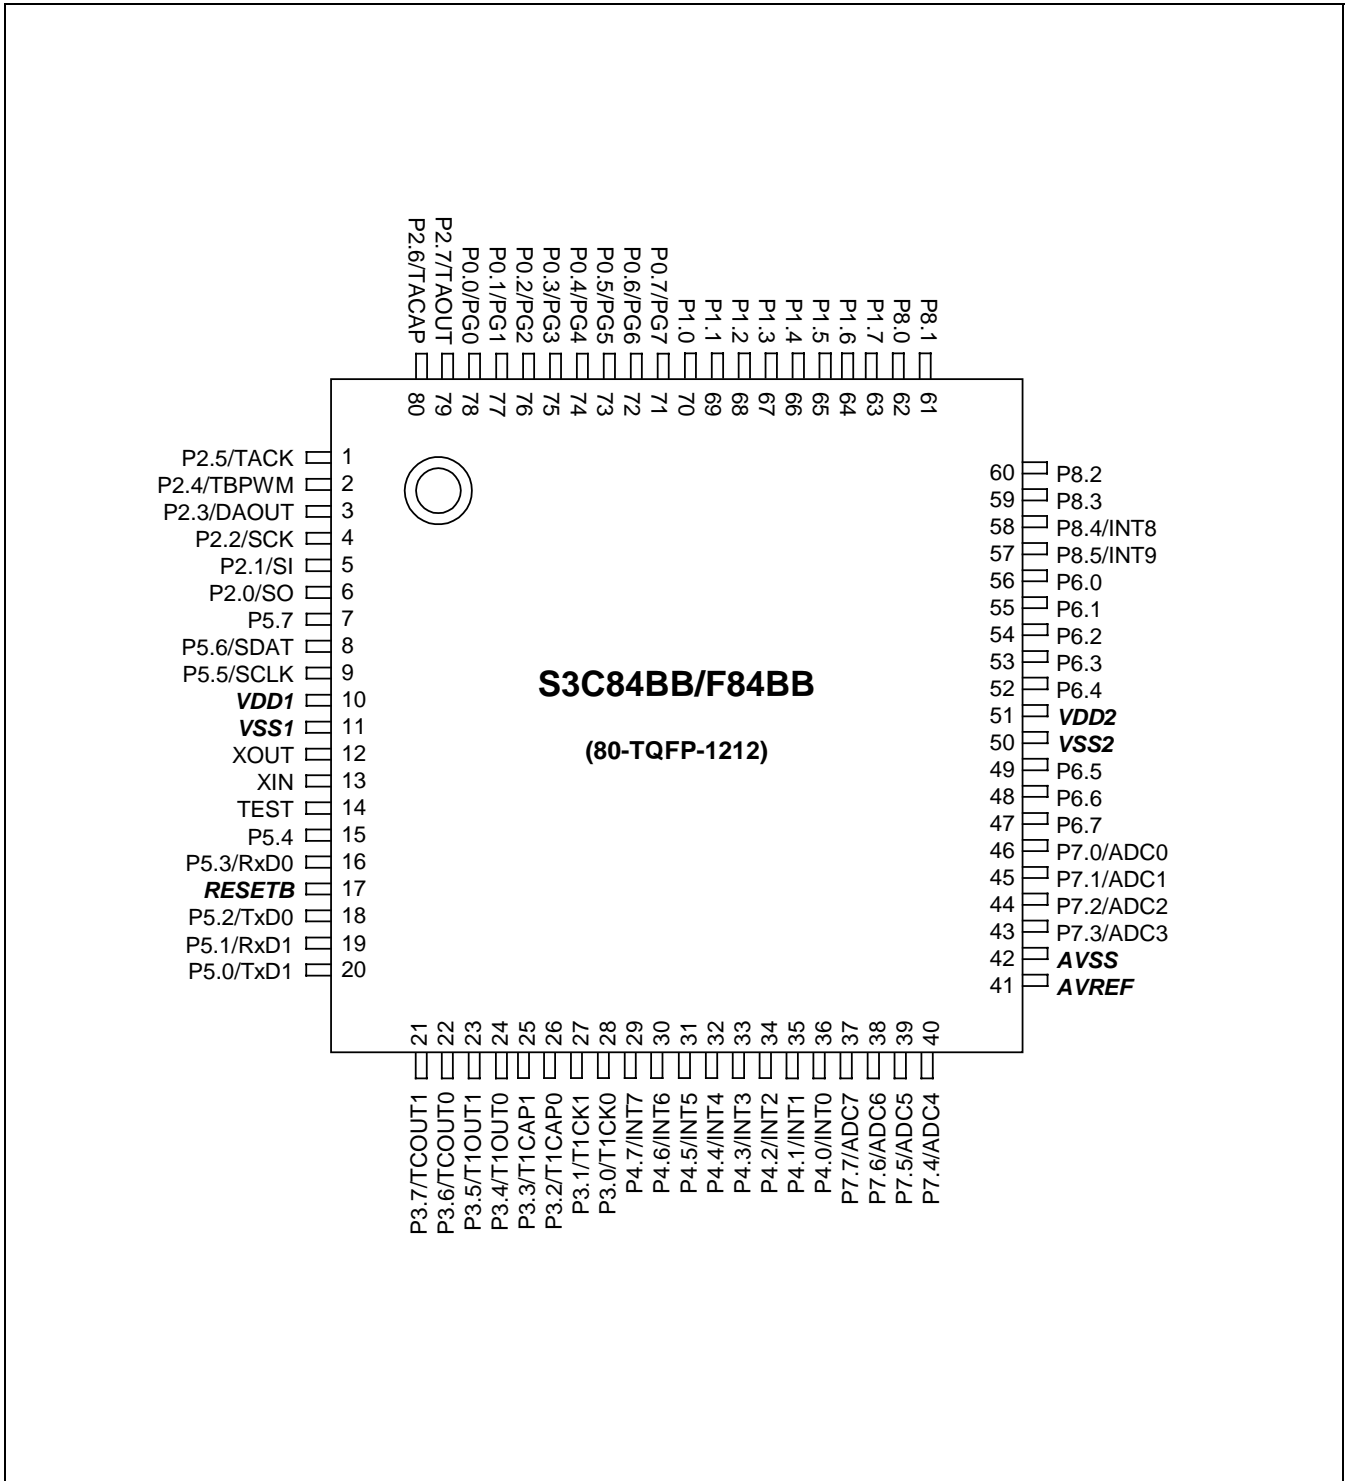 P2.6/TACAP
P2.7/TAOUT
P0.0/PG0
P0.1/PG1
P0.2/PG2
P0.3/PG3
P0.4/PG4
P0.5/PG5
P0.6/PG6
P0.7/PG7
P1.0
P1.1
P1.2
P1.3
P1.4
P1.5
P1.6
P1.7
P8.0
P8.1
80
79
78
77
76
75
74
73
72
71
70
69
68
67
66
65
64
63
62
61
P2.5/TACK 1
P2.4/TBPWM 2
P2.3/DAOUT 3
P2.2/SCK 4
P2.1/SI 5
P2.0/SO 6
P5.7 7
P5.6/SDAT 8
P5.5/SCLK 9
VDD1 10
VSS1 11
XOUT 12
XIN 13
TEST 14
P5.4 15
P5.3/RxD0 16
RESETB 17
P5.2/TxD0 18
P5.1/RxD1 19
P5.0/TxD1 20
S3C84BB/F84BB
(80-TQFP-1212)
60 P8.2
59 P8.3
58 P8.4/INT8
57 P8.5/INT9
56 P6.0
55 P6.1
54 P6.2
53 P6.3
52 P6.4
51 VDD2
50 VSS2
49 P6.5
48 P6.6
47 P6.7
46 P7.0/ADC0
45 P7.1/ADC1
44 P7.2/ADC2
43 P7.3/ADC3
42 AVSS
41 AVREF
21
22
23
24
25
26
27
28
29
30
31
32
33
34
35
36
37
38
39
40
P3.7/TCOUT1
P3.6/TCOUT0
P3.5/T1OUT1
P3.4/T1OUT0
P3.3/T1CAP1
P3.2/T1CAP0
P3.1/T1CK1
P3.0/T1CK0
P4.7/INT7
P4.6/INT6
P4.5/INT5
P4.4/INT4
P4.3/INT3
P4.2/INT2
P4.1/INT1
P4.0/INT0
P7.7/ADC7
P7.6/ADC6
P7.5/ADC5
P7.4/ADC4